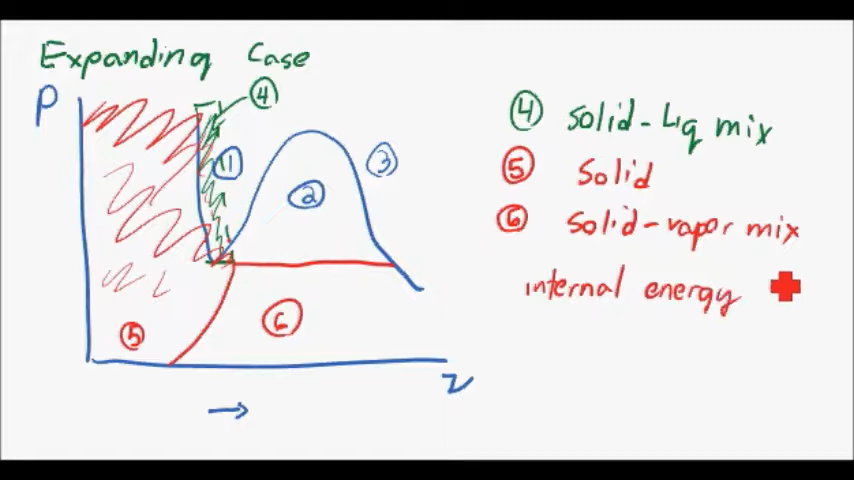 Expanding Case
P
④
①
②
③
⑤
⑥
v
→
④ solid-Liq mix
⑤ Solid
⑥ solid-vapor mix
internal energy